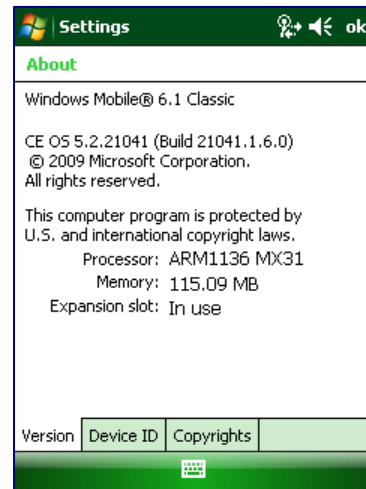 Settings ok
About
Windows Mobile® 6.1 Classic
CE OS 5.2.21041 (Build 21041.1.6.0)
© 2009 Microsoft Corporation.
All rights reserved.
This computer program is protected by
U.S. and international copyright laws.
Processor: ARM1136 MX31
Memory: 115.09 MB
Expansion slot: In use
Version Device ID Copyrights